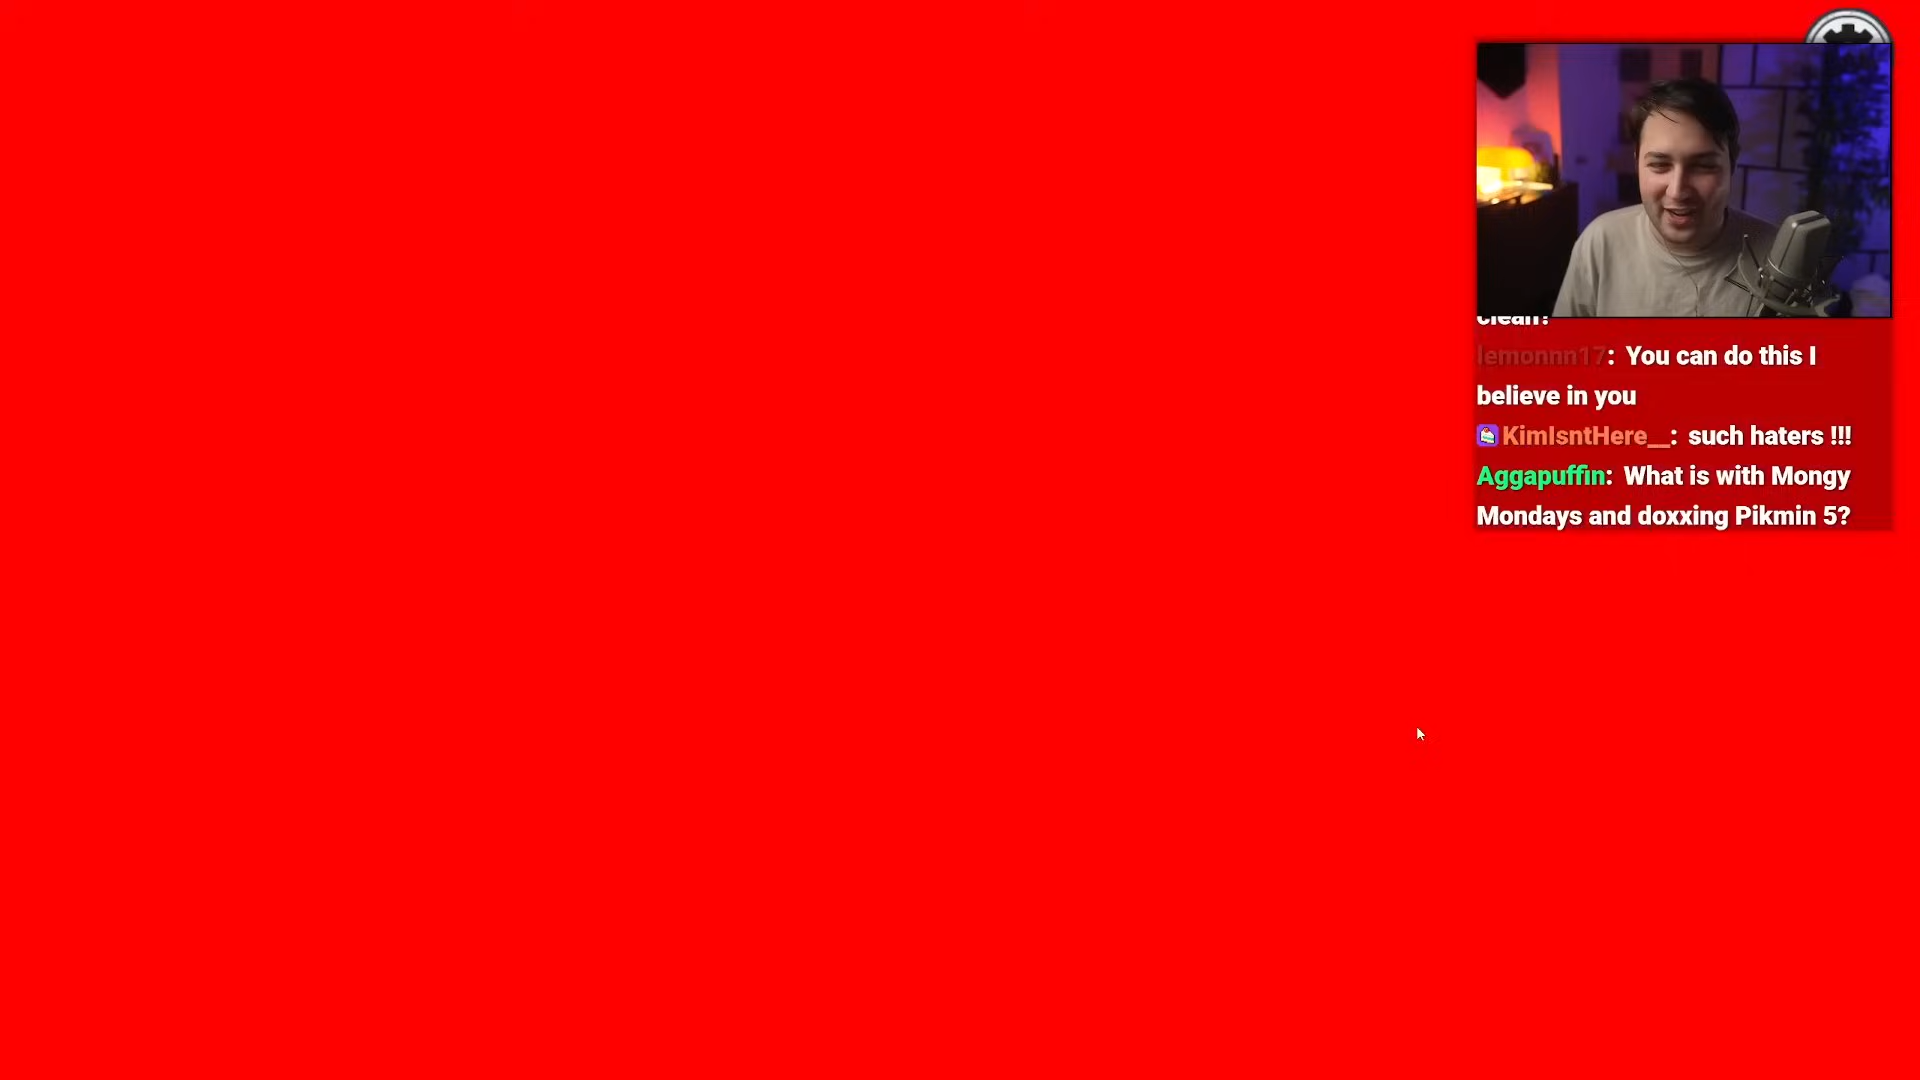 clean?
lemonnn17: You can do this I
believe in you
KimIsntHere__: such haters !!!
Aggapuffin: What is with Mongy
Mondays and doxxing Pikmin 5?